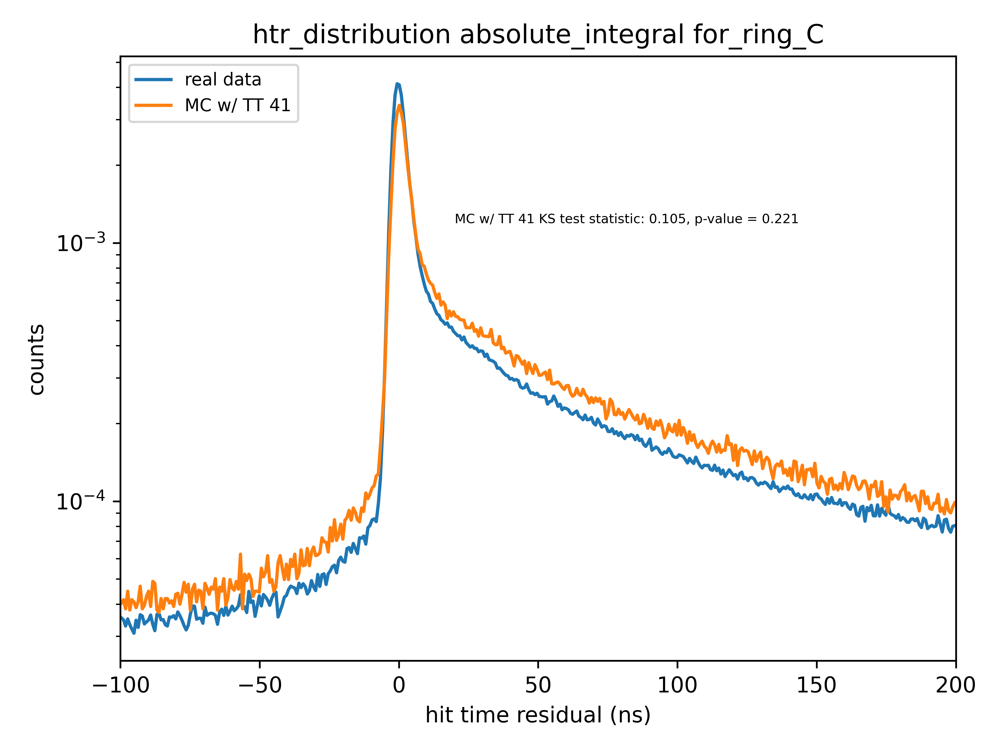 htr_distribution absolute_integral for_ring_C
real data
MC w/ TT 41
MC w/ TT 41 KS test statistic: 0.105, p-value = 0.221
counts
10⁻³
10⁻⁴
−100 −50 0 50 100 150 200
hit time residual (ns)